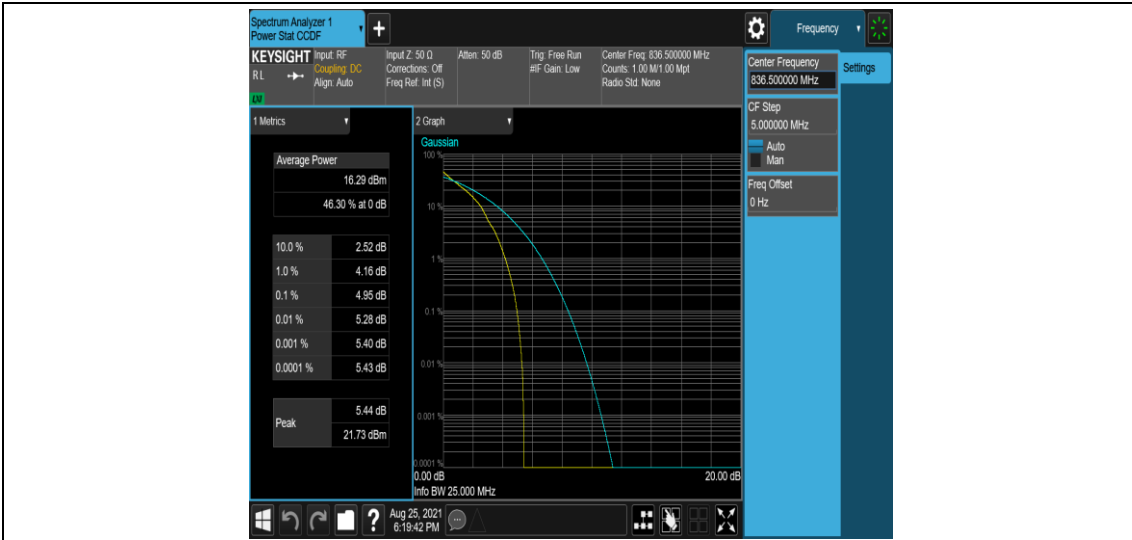 Spectrum Analyzer 1
Power Stat CCDF
+
Frequency
KEYSIGHT
RL
LXI
Input: RF
Coupling: DC
Align: Auto
Input Z: 50 Ω
Corrections: Off
Freq Ref: Int (S)
Atten: 50 dB
Trig: Free Run
#IF Gain: Low
Center Freq: 836.500000 MHz
Counts: 1.00 M/1.00 Mpt
Radio Std: None
Center Frequency
836.500000 MHz
Settings
CF Step
5.000000 MHz
Auto
Man
Freq Offset
0 Hz
1 Metrics
Average Power
16.29 dBm
46.30 % at 0 dB
10.0 % 2.52 dB
1.0 % 4.16 dB
0.1 % 4.95 dB
0.01 % 5.28 dB
0.001 % 5.40 dB
0.0001 % 5.43 dB
Peak
5.44 dB
21.73 dBm
2 Graph
Gaussian
100 %
10 %
1 %
0.1 %
0.01 %
0.001 %
0.0001 %
0.00 dB 20.00 dB
Info BW 25.000 MHz
?
Aug 25, 2021
6:19:42 PM